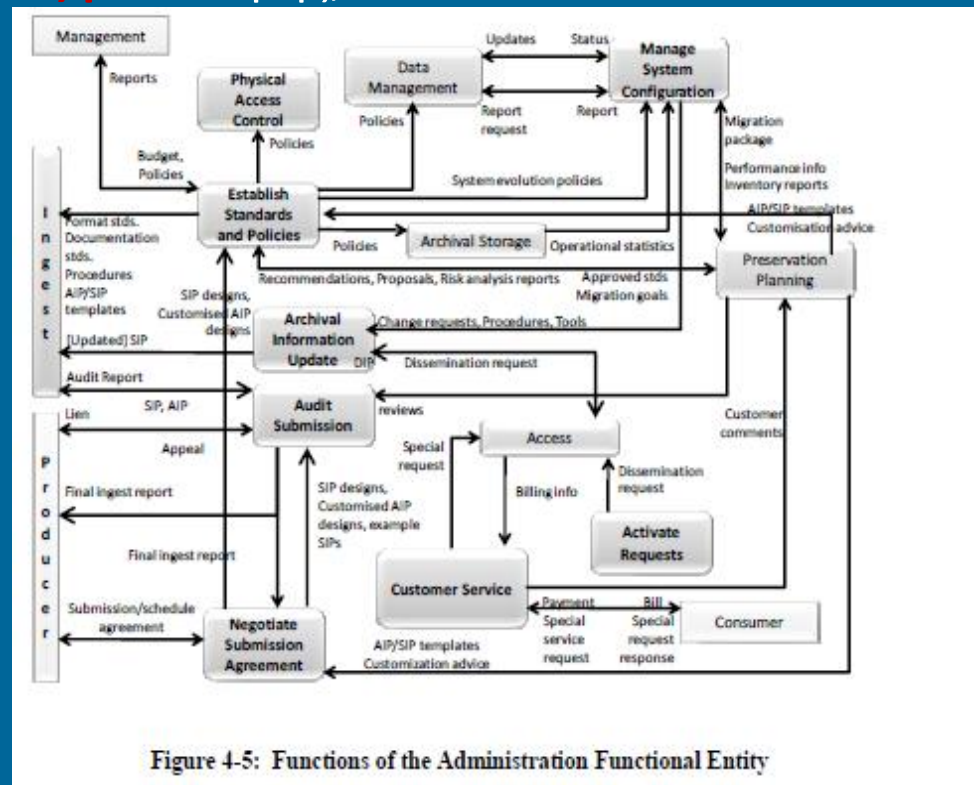 Management
Reports
Physical
Access
Control
Policies
Data
Management
Policies
Updates
Status
Report
request
Report
Manage
System
Configuration
Migration
package
Performance info
Inventory reports
Budget,
Policies
Establish
Standards
and Policies
System evolution policies
AIP/SIP templates
Customisation advice
Ingest
Format stds.
Documentation
stds.
Procedures
AIP/SIP
templates
Policies
Archival Storage
Operational statistics
Preservation
Planning
Recommendations, Proposals, Risk analysis reports
Approved stds
Migration goals
SIP designs,
Customised AIP
designs
Archival
Information
Update
Change requests, Procedures, Tools
[Updated] SIP
DIP
Dissemination request
Audit Report
SIP, AIP
Audit
Submission
reviews
Producer
Lien
Appeal
Special
request
Access
Customer
comments
Billing info
Dissemination
request
Activate
Requests
Final ingest report
SIP designs,
Customised AIP
designs, example
SIPs
Final ingest report
Customer Service
Payment
Special
service
request
Bill
Special
request
response
Consumer
Submission/schedule
agreement
Negotiate
Submission
Agreement
AIP/SIP templates
Customization advice
Figure 4-5: Functions of the Administration Functional Entity